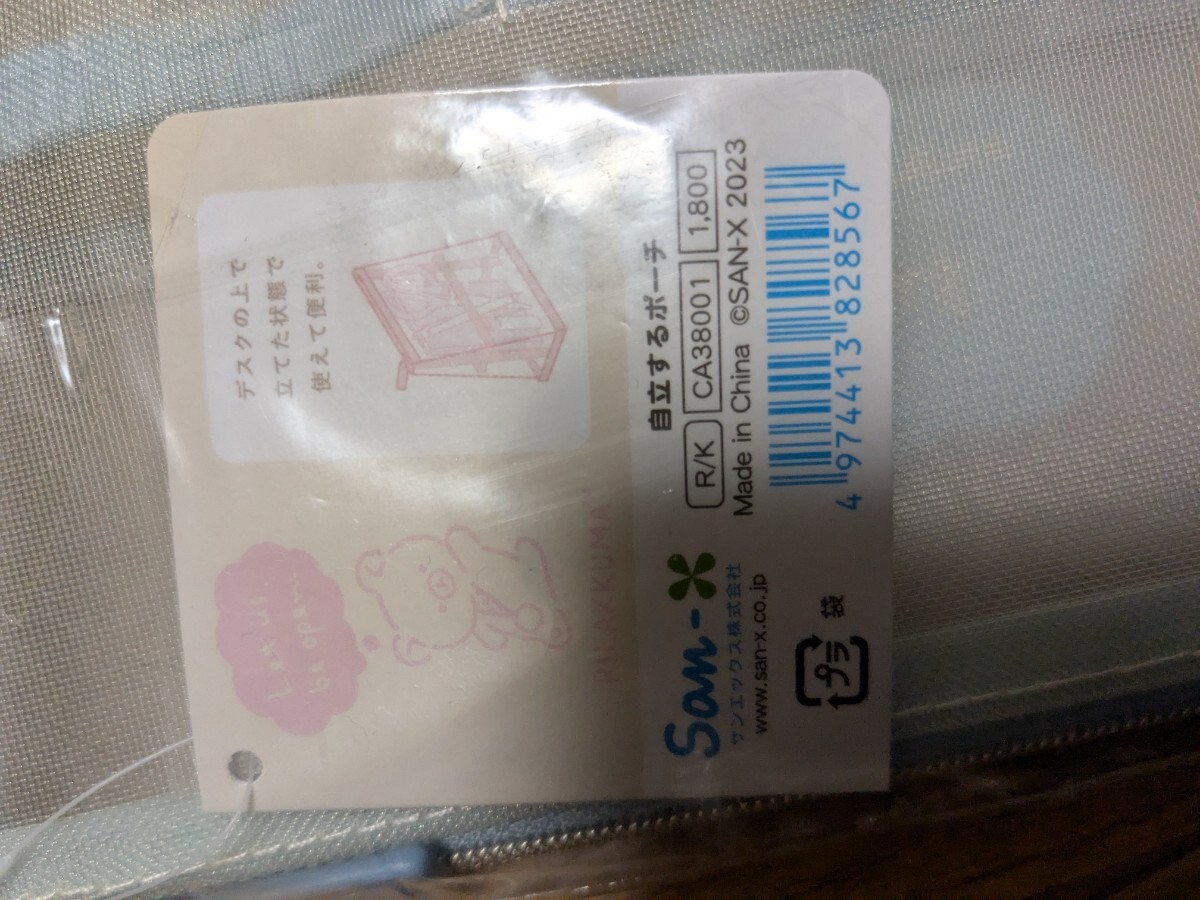 Let us
be open.
RILAKKUMA
デスクの上で
立てた状態で
使えて便利。
San-X
サンエックス株式会社
www.san-x.co.jp
プラ 袋
自立するポーチ
R/K CA38001 1,800
Made in China ©SAN-X 2023
4 974413 828567